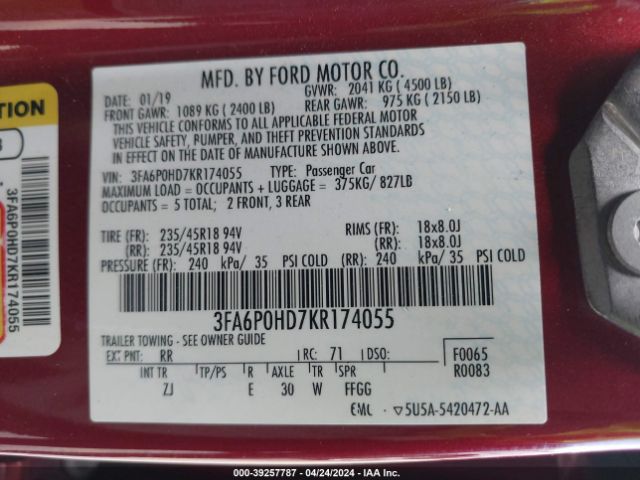 MFD. BY FORD MOTOR CO.
DATE: 01/19 GVWR: 2041 KG ( 4500 LB)
FRONT GAWR: 1089 KG ( 2400 LB) REAR GAWR: 975 KG ( 2150 LB)
THIS VEHICLE CONFORMS TO ALL APPLICABLE FEDERAL MOTOR
VEHICLE SAFETY, BUMPER, AND THEFT PREVENTION STANDARDS
IN EFFECT ON THE DATE OF MANUFACTURE SHOWN ABOVE.
VIN: 3FA6P0HD7KR174055 TYPE: Passenger Car
MAXIMUM LOAD = OCCUPANTS + LUGGAGE = 375KG/ 827LB
OCCUPANTS = 5 TOTAL; 2 FRONT, 3 REAR
TIRE (FR): 235/45R18 94V RIMS (FR): 18x8.0J
(RR): 235/45R18 94V (RR): 18x8.0J
PRESSURE (FR): 240 kPa/ 35 PSI COLD (RR): 240 kPa/ 35 PSI COLD
3FA6P0HD7KR174055
TRAILER TOWING - SEE OWNER GUIDE
EXT PNT: RR RC: 71 DSO: F0065
INT TR TP/PS R AXLE TR SPR R0083
ZJ E 30 W FFGG
EMC ▽5U5A-5420472-AA
TION
3FA6P0HD7KR174055
000-39257787 - 04/24/2024 - IAA Inc.